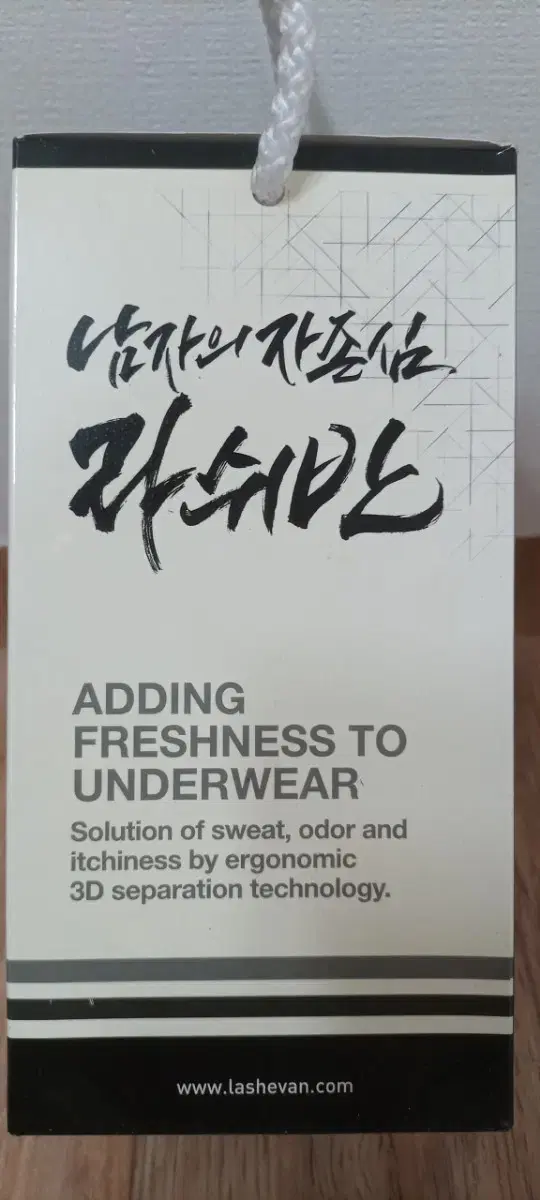 남자의 자존심
라쉬반
ADDING
FRESHNESS TO
UNDERWEAR
Solution of sweat, odor and
itchiness by ergonomic
3D separation technology.
www.lashevan.com